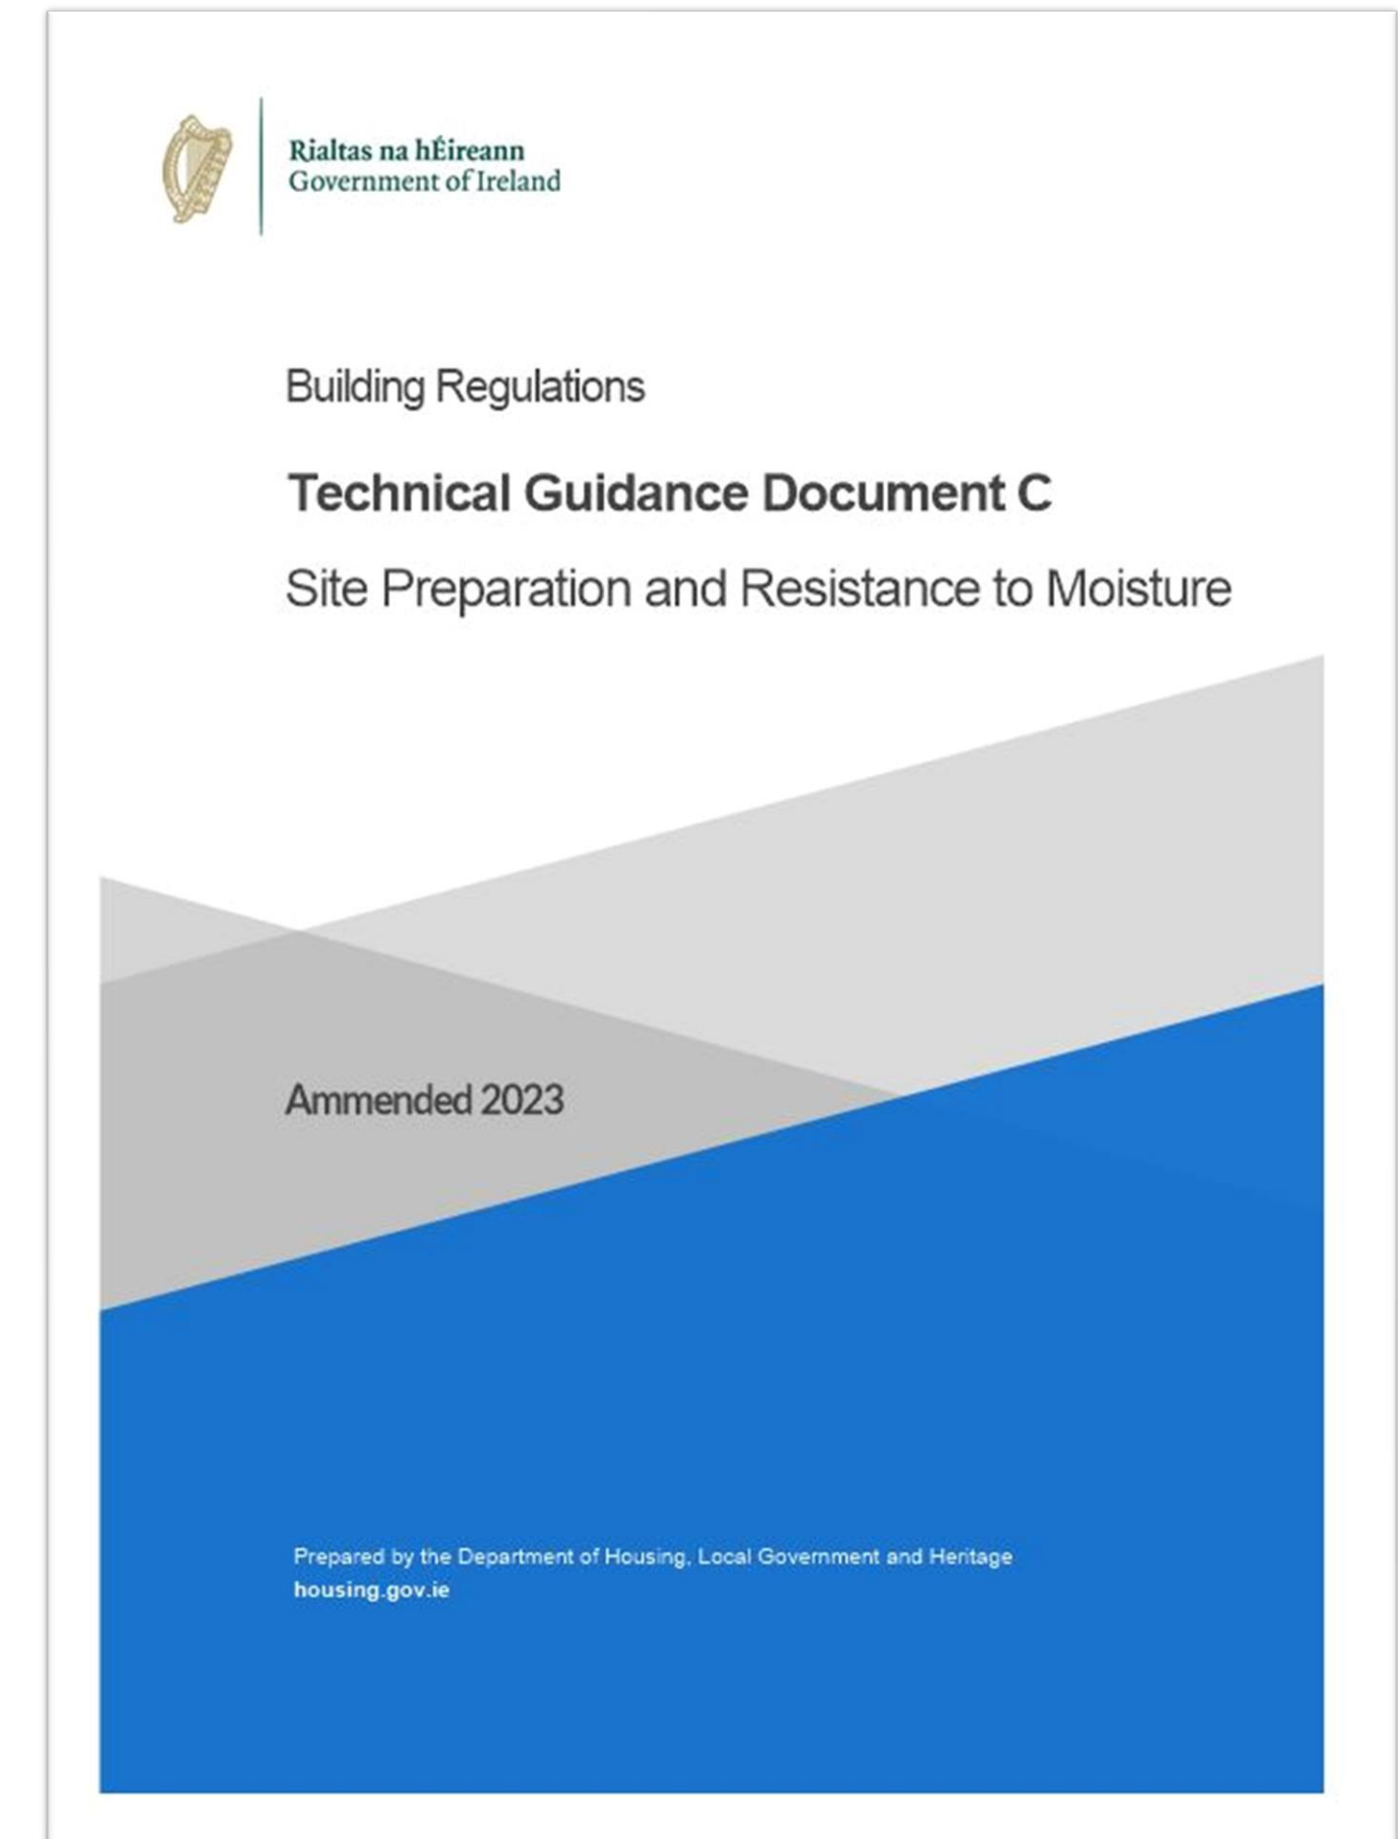 Rialtas na hÉireann
Government of Ireland
Building Regulations
Technical Guidance Document C
Site Preparation and Resistance to Moisture
Ammended 2023
Prepared by the Department of Housing, Local Government and Heritage
housing.gov.ie